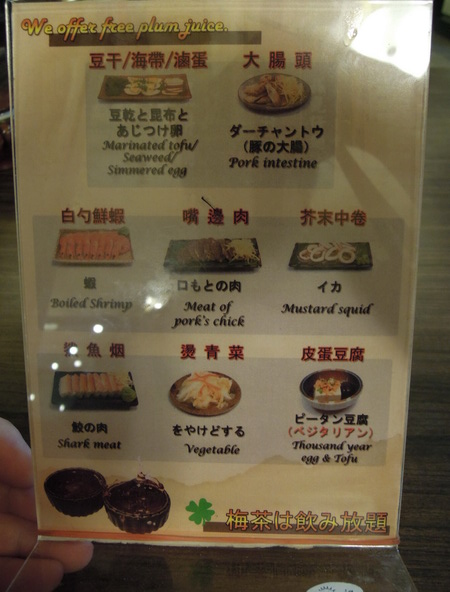 We offer free plum juice.
豆干/海帶/滷蛋
大腸頭
豆乾と昆布と
あじつけ卵
Marinated tofu/
Seaweed/
Simmered egg
ダーチャントウ
(豚の大腸)
Pork intestine
白勺鮮蝦
嘴邊肉
芥末中卷
蝦
Boiled Shrimp
口もとの肉
Meat of
pork's chick
イカ
Mustard squid
魚烟
燙青菜
皮蛋豆腐
鮫の肉
Shark meat
をやけどする
Vegetable
ピータン豆腐
(ベジタリアン)
Thousand year
egg & Tofu
梅茶は飲み放題